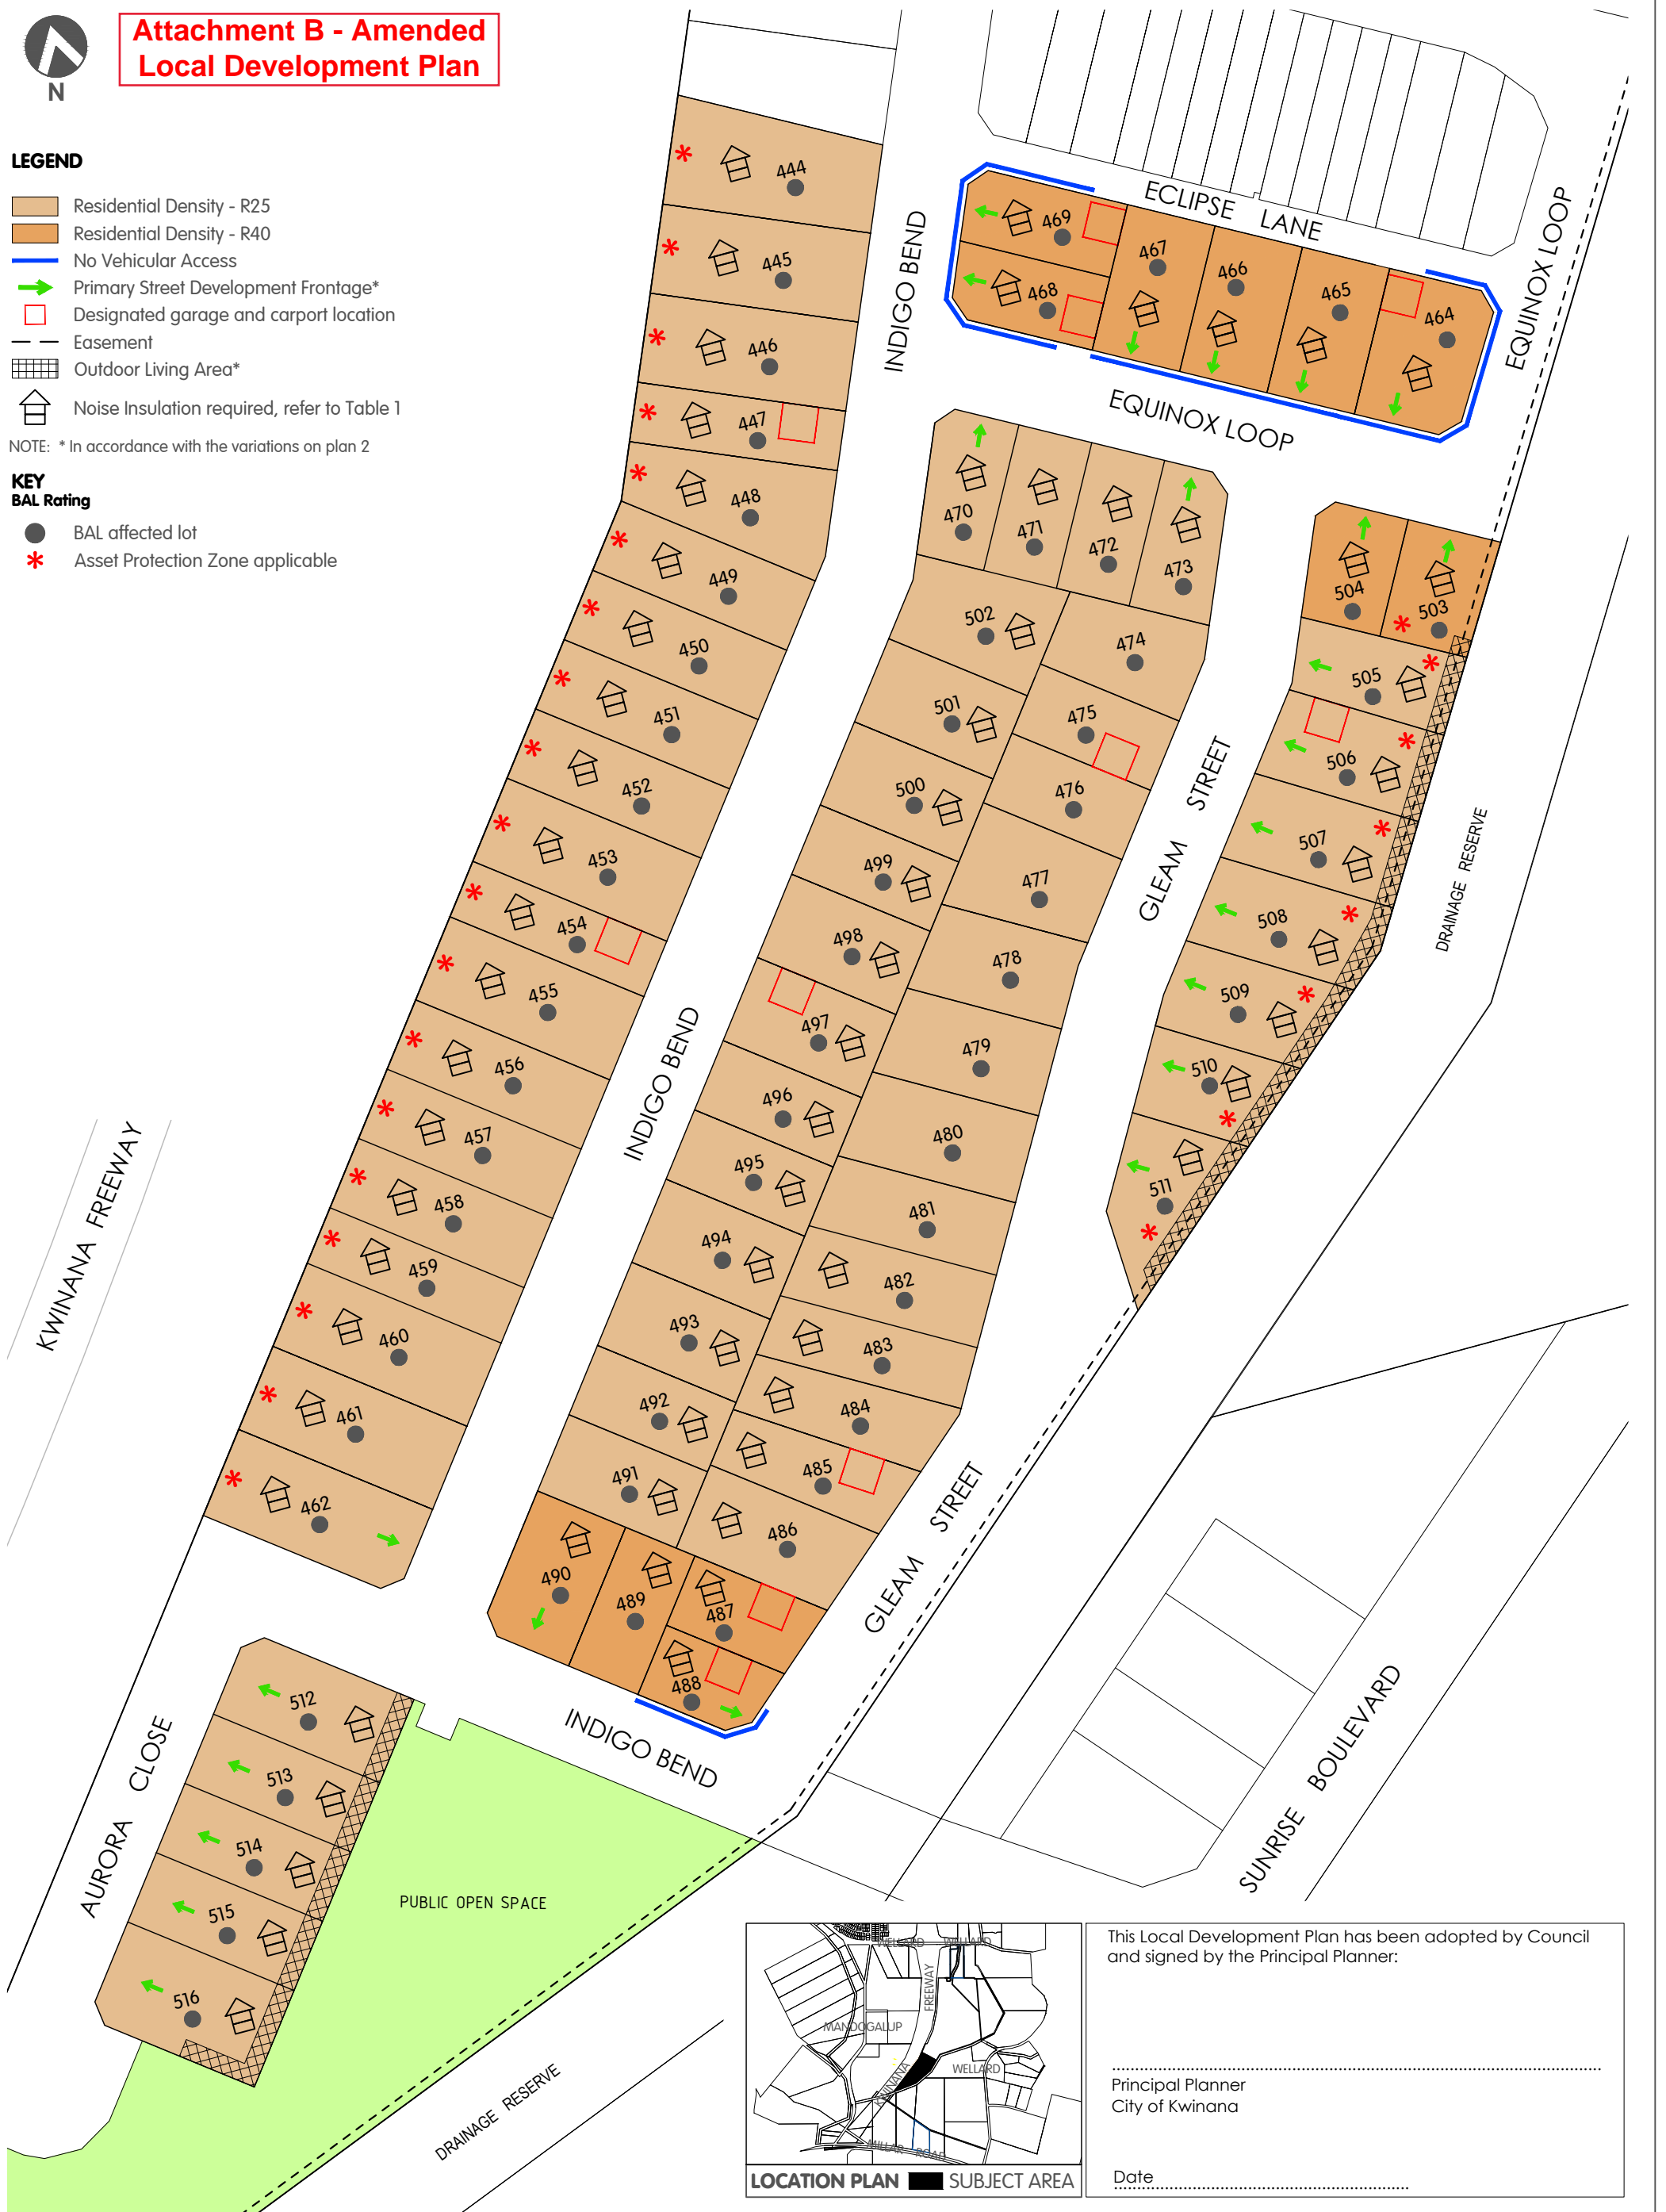 Attachment B - Amended
Local Development Plan
N
LEGEND
Residential Density - R25
Residential Density - R40
No Vehicular Access
Primary Street Development Frontage*
Designated garage and carport location
Easement
Outdoor Living Area*
Noise Insulation required, refer to Table 1
NOTE: * In accordance with the variations on plan 2
KEY
BAL Rating
BAL affected lot
* Asset Protection Zone applicable
444
445
446
447
448
449
450
451
452
453
454
455
456
457
458
459
460
461
462
INDIGO BEND
ECLIPSE LANE
EQUINOX LOOP
469
468
467
466
465
464
EQUINOX LOOP
470
471
472
473
502
501
500
499
498
497
496
495
494
493
492
491
490
489
487
488
474
475
476
477
478
479
480
481
482
483
484
485
486
504
503
505
506
507
508
509
510
511
GLEAM STREET
DRAINAGE RESERVE
INDIGO BEND
KWINANA FREEWAY
GLEAM STREET
INDIGO BEND
AURORA CLOSE
512
513
514
515
516
PUBLIC OPEN SPACE
DRAINAGE RESERVE
SUNRISE BOULEVARD
WELLARD
WELLARD
FREEWAY
MANDOGALUP
KWINANA
WELLARD
MILLAR ROAD
LOCATION PLAN SUBJECT AREA
This Local Development Plan has been adopted by Council
and signed by the Principal Planner:
Principal Planner
City of Kwinana
Date